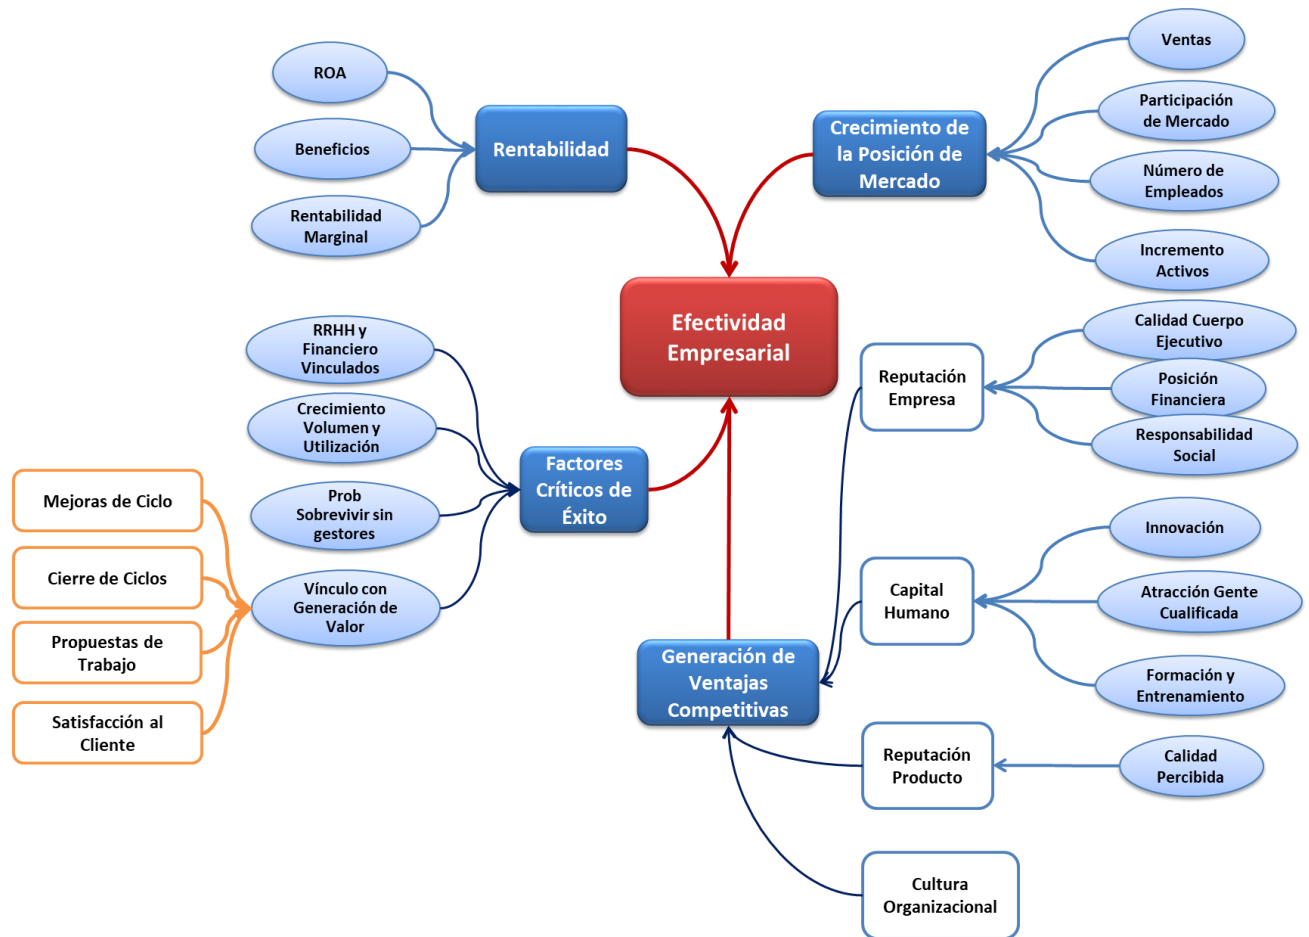 ROA
Beneficios
Rentabilidad
Marginal
Rentabilidad
Crecimiento de
la Posición de
Mercado
Ventas
Participación
de Mercado
Número de
Empleados
Incremento
Activos
Efectividad
Empresarial
RRHH y
Financiero
Vinculados
Crecimiento
Volumen y
Utilización
Prob
Sobrevivir sin
gestores
Vínculo con
Generación de
Valor
Factores
Críticos de
Éxito
Mejoras de Ciclo
Cierre de Ciclos
Propuestas de
Trabajo
Satisfacción al
Cliente
Reputación
Empresa
Calidad Cuerpo
Ejecutivo
Posición
Financiera
Responsabilidad
Social
Capital
Humano
Innovación
Atracción Gente
Cualificada
Formación y
Entrenamiento
Generación de
Ventajas
Competitivas
Reputación
Producto
Calidad
Percibida
Cultura
Organizacional